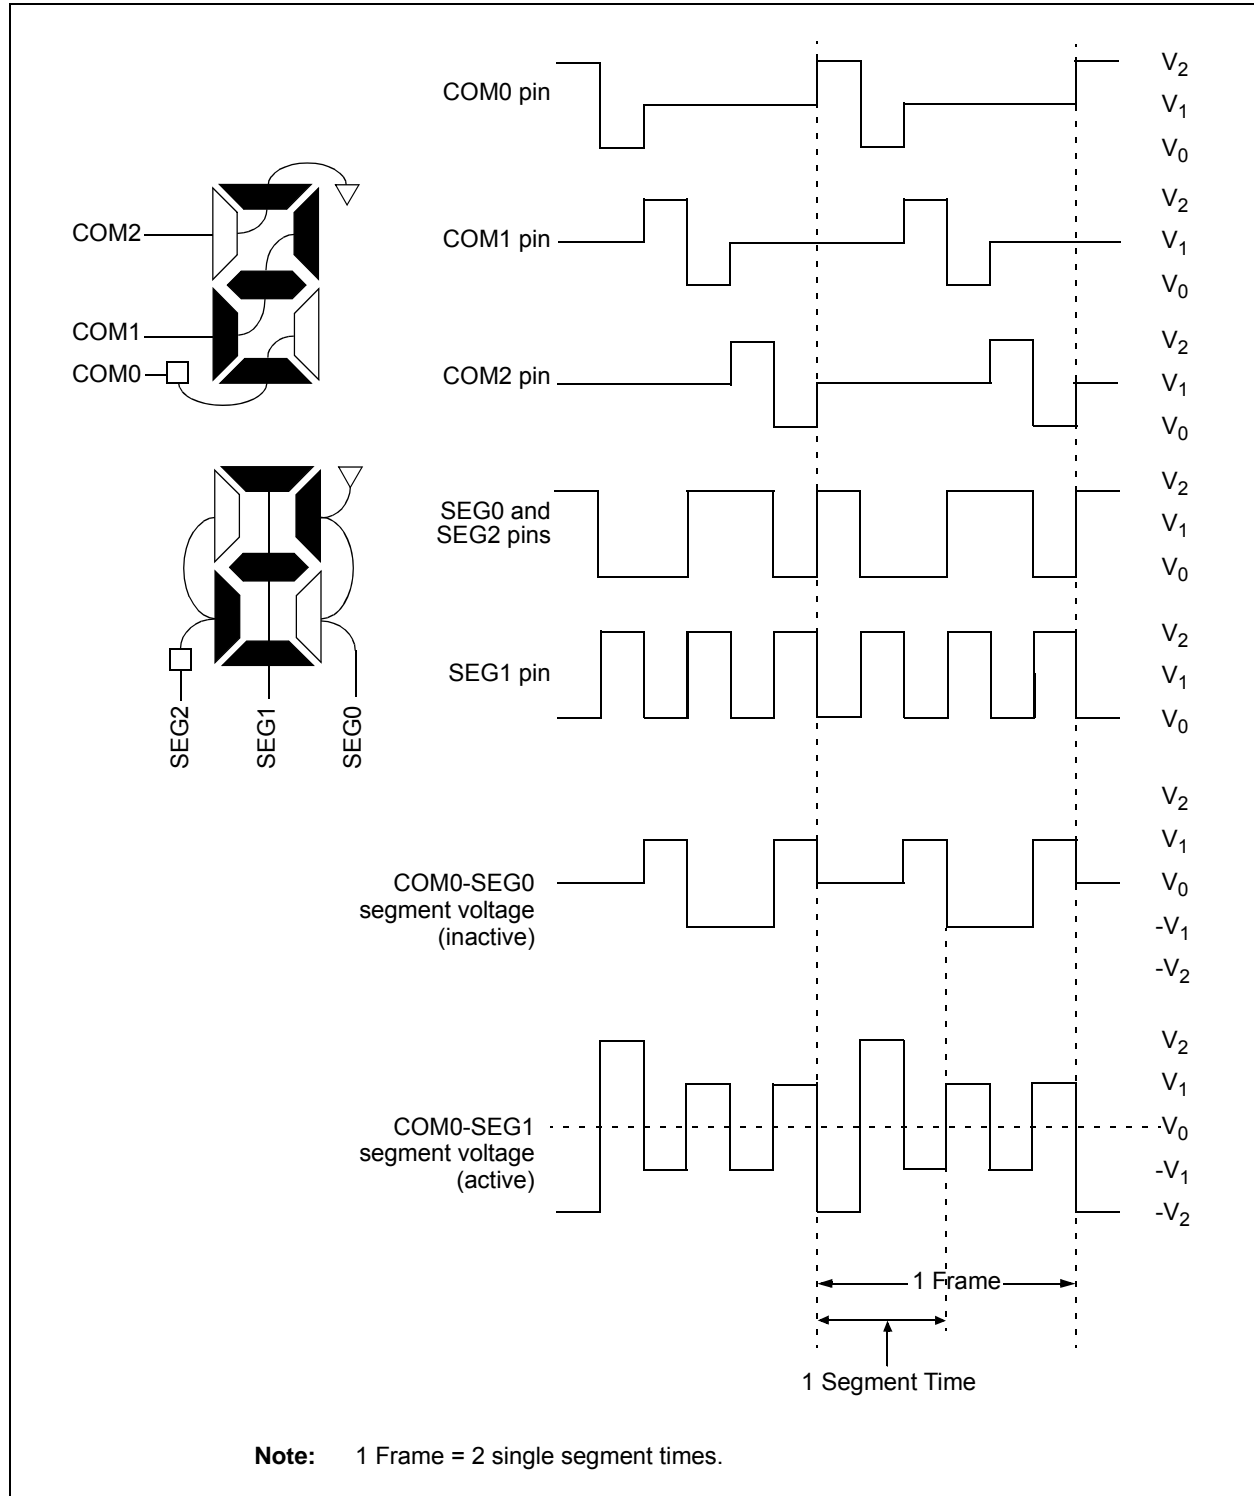 COM0 pin
V2
V1
V0
COM2
COM1
COM0
COM1 pin
V2
V1
V0
COM2 pin
V2
V1
V0
SEG0 and
SEG2 pins
V2
V1
V0
SEG2
SEG1
SEG0
SEG1 pin
V2
V1
V0
COM0-SEG0
segment voltage
(inactive)
V2
V1
V0
-V1
-V2
COM0-SEG1
segment voltage
(active)
V2
V1
V0
-V1
-V2
1 Frame
1 Segment Time
Note: 1 Frame = 2 single segment times.